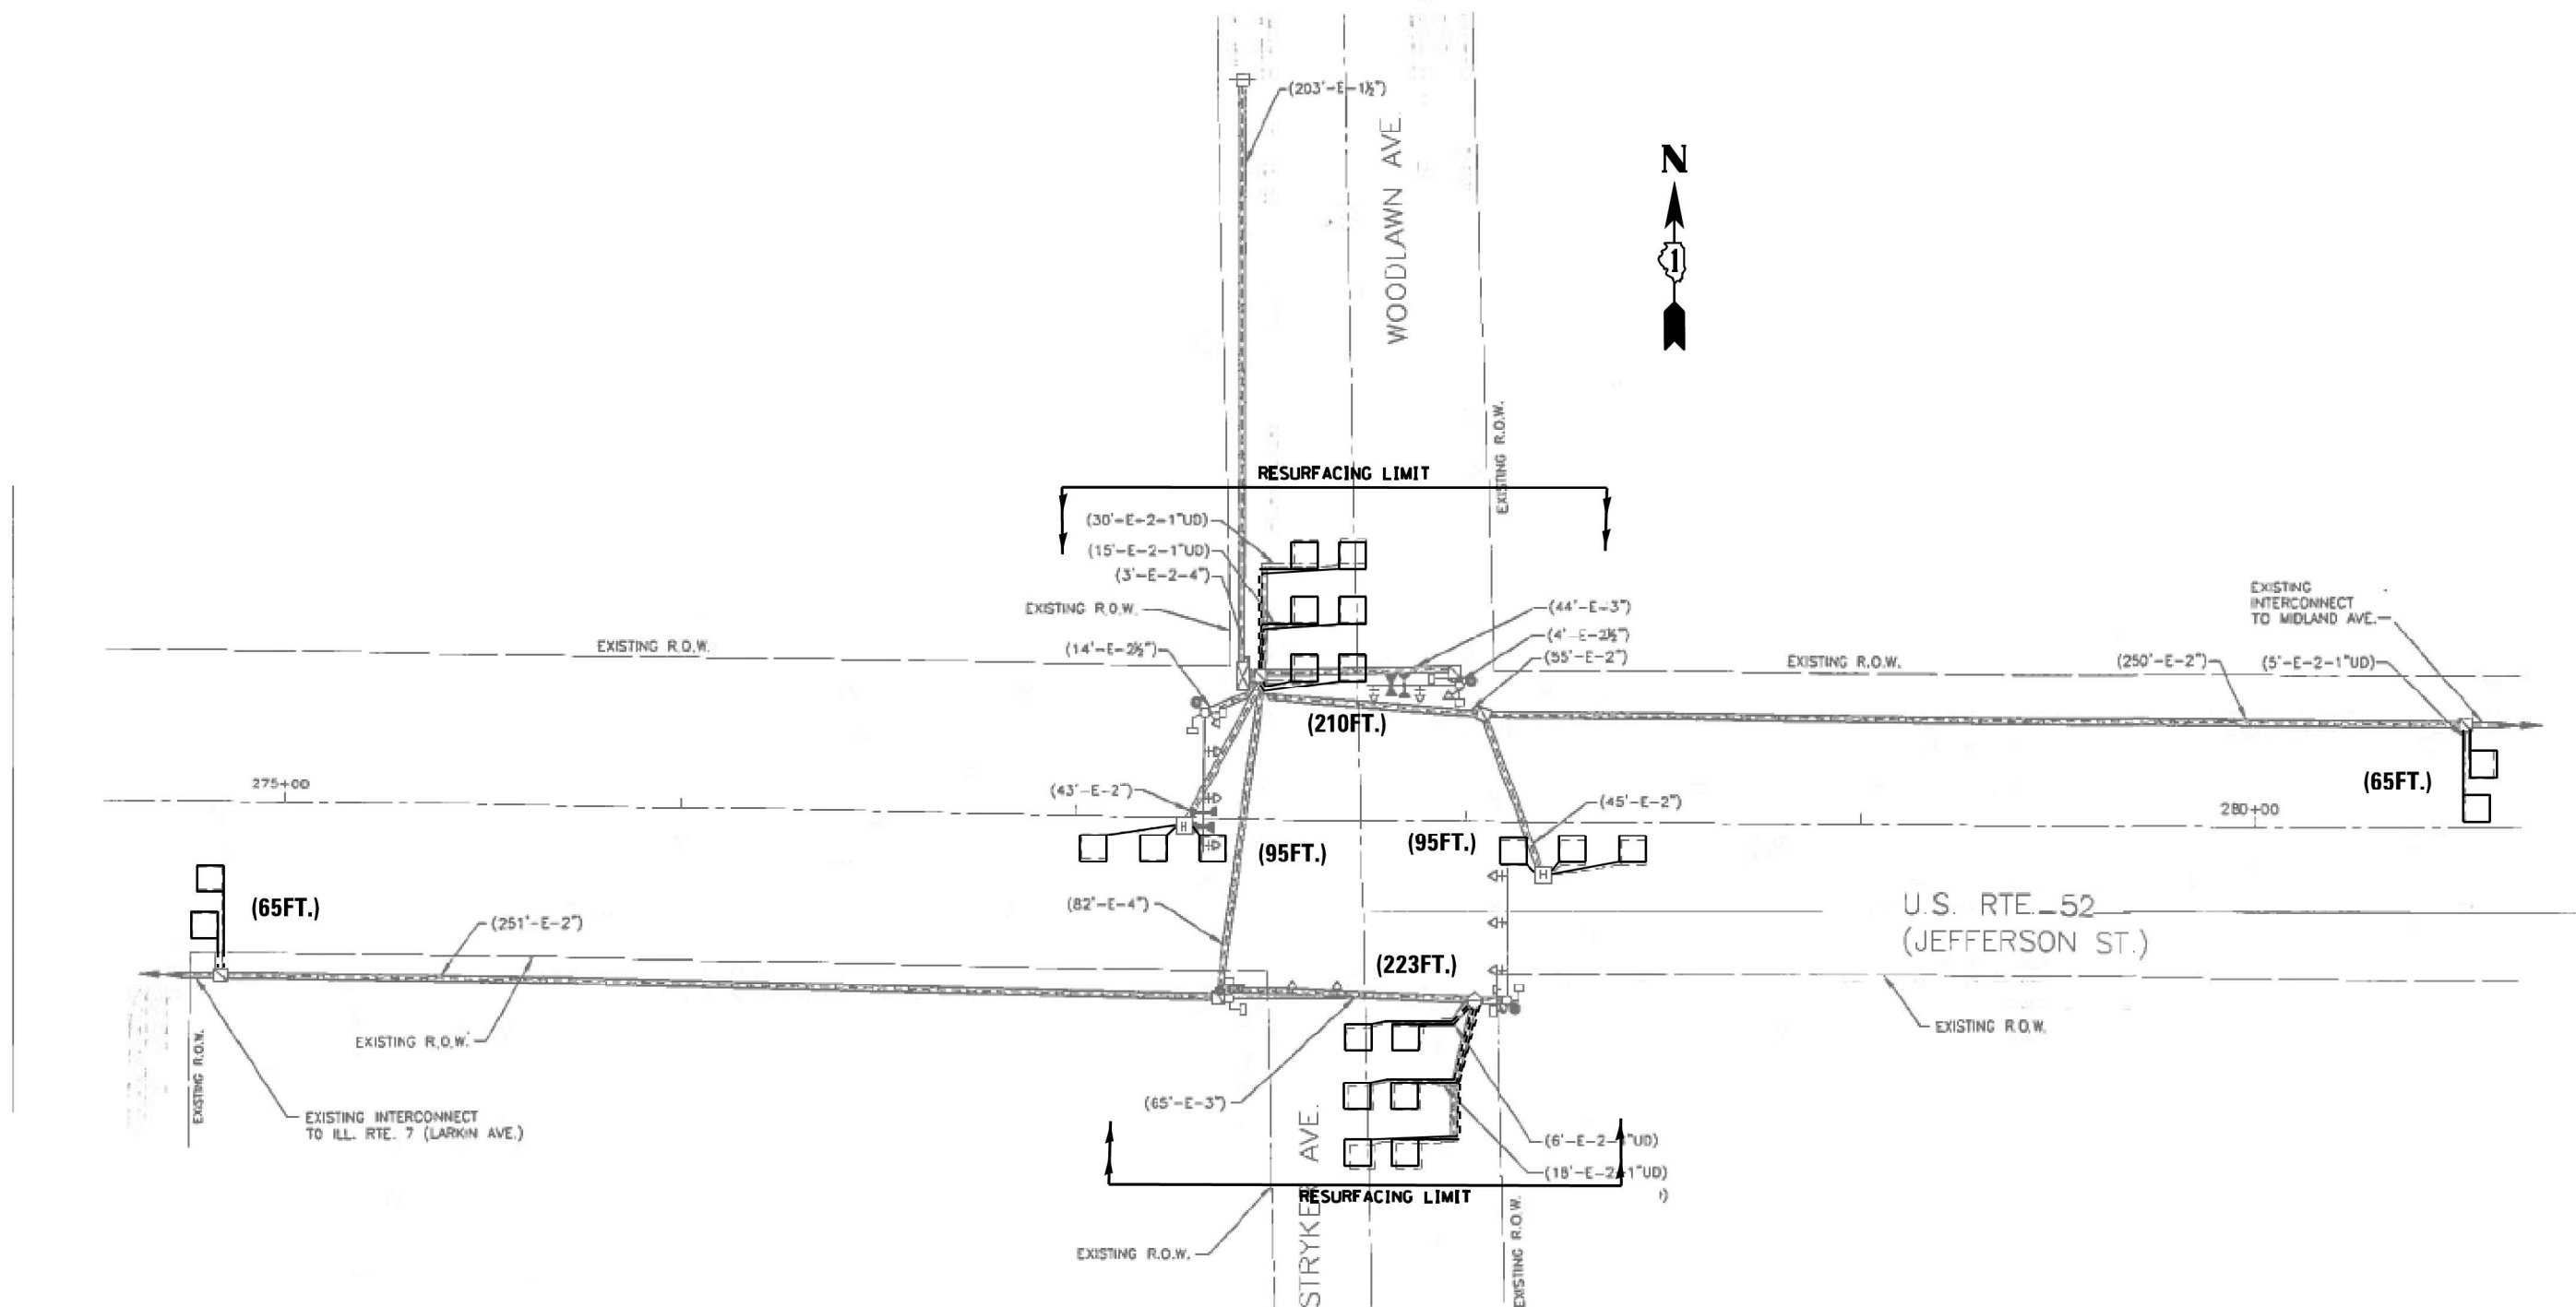 (203'-E-1½")
WOODLAWN AVE.
N
1
EXISTING R.O.W.
RESURFACING LIMIT
(30'-E-2-1"UD)
(15'-E-2-1"UD)
(3'-E-2-4")
EXISTING R.O.W.
(14'-E-2½")
EXISTING R.O.W.
(44'-E-3")
(4'-E-2½")
(55'-E-2")
EXISTING R.O.W.
EXISTING
INTERCONNECT
TO MIDLAND AVE.
(250'-E-2")
(5'-E-2-1"UD)
(210FT.)
(65FT.)
275+00
(43'-E-2")
H
(45'-E-2")
280+00
(95FT.)
(95FT.)
H
(65FT.)
(251'-E-2")
(82'-E-4")
U.S. RTE. 52
(JEFFERSON ST.)
(223FT.)
EXISTING R.O.W.
EXISTING R.O.W.
EXISTING R.O.W.
EXISTING INTERCONNECT
TO ILL. RTE. 7 (LARKIN AVE.)
(65'-E-3")
(6'-E-2-1"UD)
(18'-E-2-1"UD)
)
RESURFACING LIMIT
STRYKER AVE.
EXISTING R.O.W.
EXISTING R.O.W.